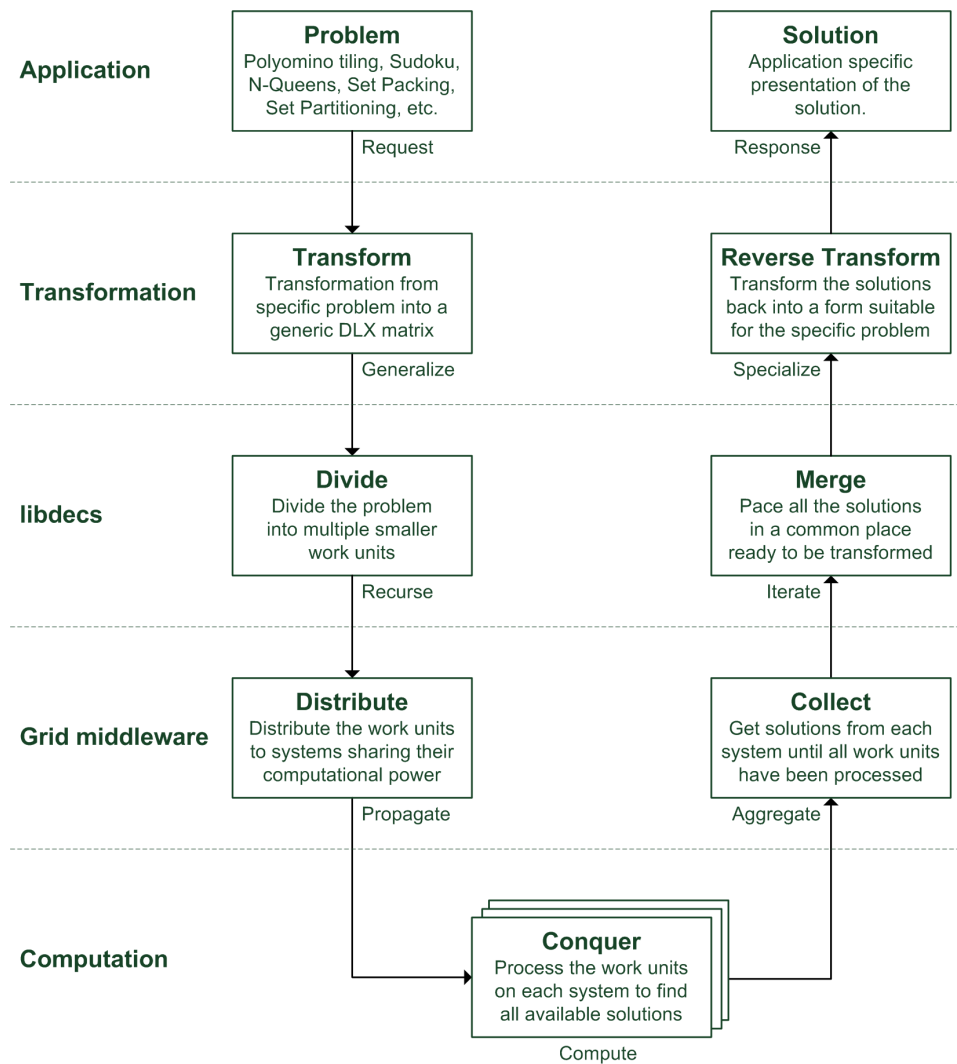 Application
Problem
Polyomino tiling, Sudoku,
N-Queens, Set Packing,
Set Partitioning, etc.
Request
Solution
Application specific
presentation of the
solution.
Response
Transformation
Transform
Transformation from
specific problem into a
generic DLX matrix
Generalize
Reverse Transform
Transform the solutions
back into a form suitable
for the specific problem
Specialize
libdecs
Divide
Divide the problem
into multiple smaller
work units
Recurse
Merge
Pace all the solutions
in a common place
ready to be transformed
Iterate
Grid middleware
Distribute
Distribute the work units
to systems sharing their
computational power
Propagate
Collect
Get solutions from each
system until all work units
have been processed
Aggregate
Computation
Conquer
Process the work units
on each system to find
all available solutions
Compute